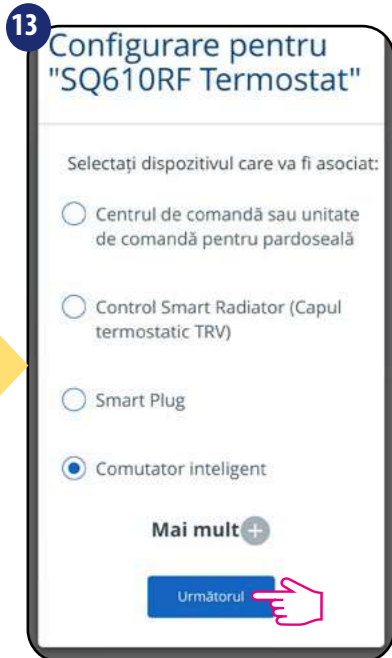 13
Configurare pentru
"SQ610RF Termostat"
Selectați dispozitivul care va fi asociat:
Centrul de comandă sau unitate
de comandă pentru pardoseală
Control Smart Radiator (Capul
termostatic TRV)
Smart Plug
Comutator inteligent
Mai mult +
Următorul